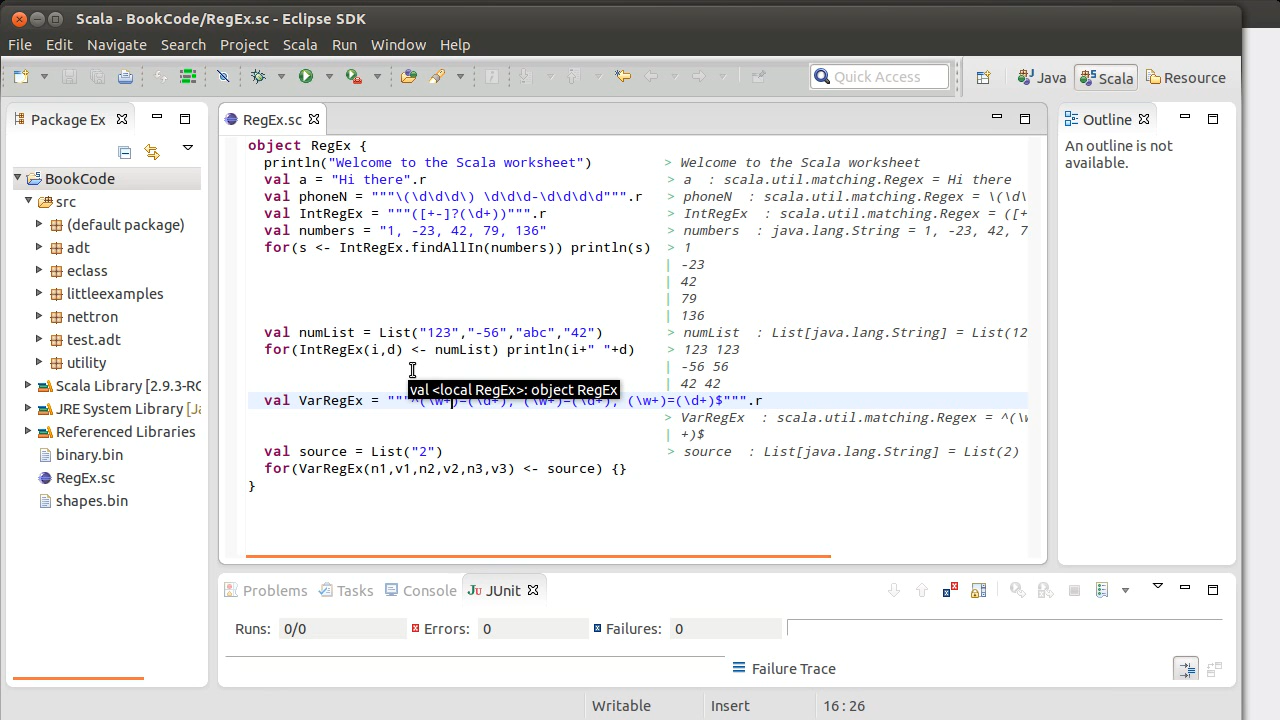 Scala - BookCode/RegEx.sc - Eclipse SDK
File Edit Navigate Search Project Scala Run Window Help
Quick Access
Java Scala Resource
Package Ex
RegEx.sc
Outline
An outline is not
available.
BookCode
src
(default package)
adt
eclass
littleexamples
nettron
test.adt
utility
Scala Library [2.9.3-RC
JRE System Library [Ja
Referenced Libraries
binary.bin
RegEx.sc
shapes.bin
object RegEx {
println("Welcome to the Scala worksheet") > Welcome to the Scala worksheet
val a = "Hi there".r > a : scala.util.matching.Regex = Hi there
val phoneN = """\(\d\d\d\) \d\d\d-\d\d\d\d""".r > phoneN : scala.util.matching.Regex = \(\d\
val IntRegEx = """([+-]?(\d+))""".r > IntRegEx : scala.util.matching.Regex = ([+
val numbers = "1, -23, 42, 79, 136" > numbers : java.lang.String = 1, -23, 42, 7
for(s <- IntRegEx.findAllIn(numbers)) println(s) > 1
| -23
| 42
| 79
| 136
val numList = List("123","-56","abc","42") > numList : List[java.lang.String] = List(12
for(IntRegEx(i,d) <- numList) println(i+" "+d) > 123 123
| -56 56
| 42 42
val <local RegEx>: object RegEx
val VarRegEx = """^(\w+)=(\d+), (\w+)=(\d+), (\w+)=(\d+)$""".r
> VarRegEx : scala.util.matching.Regex = ^(\w
| +)$
val source = List("2") > source : List[java.lang.String] = List(2)
for(VarRegEx(n1,v1,n2,v2,n3,v3) <- source) {}
}
Problems Tasks Console JUnit
Runs: 0/0 Errors: 0 Failures: 0
Failure Trace
Writable Insert 16:26